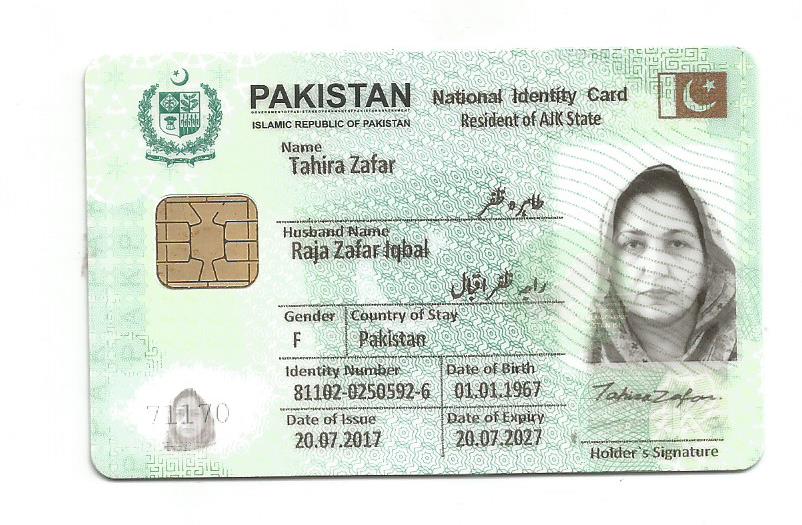 PAKISTAN National Identity Card
ISLAMIC REPUBLIC OF PAKISTAN Resident of AJK State
Name
Tahira Zafar
طاہرہ ظفر
Husband Name
Raja Zafar Iqbal
راجہ ظفر اقبال
Gender Country of Stay
F Pakistan
Identity Number Date of Birth
81102-0250592-6 01.01.1967
Date of Issue Date of Expiry
20.07.2017 20.07.2027
71170
Tahira Zafar.
Holder`s Signature